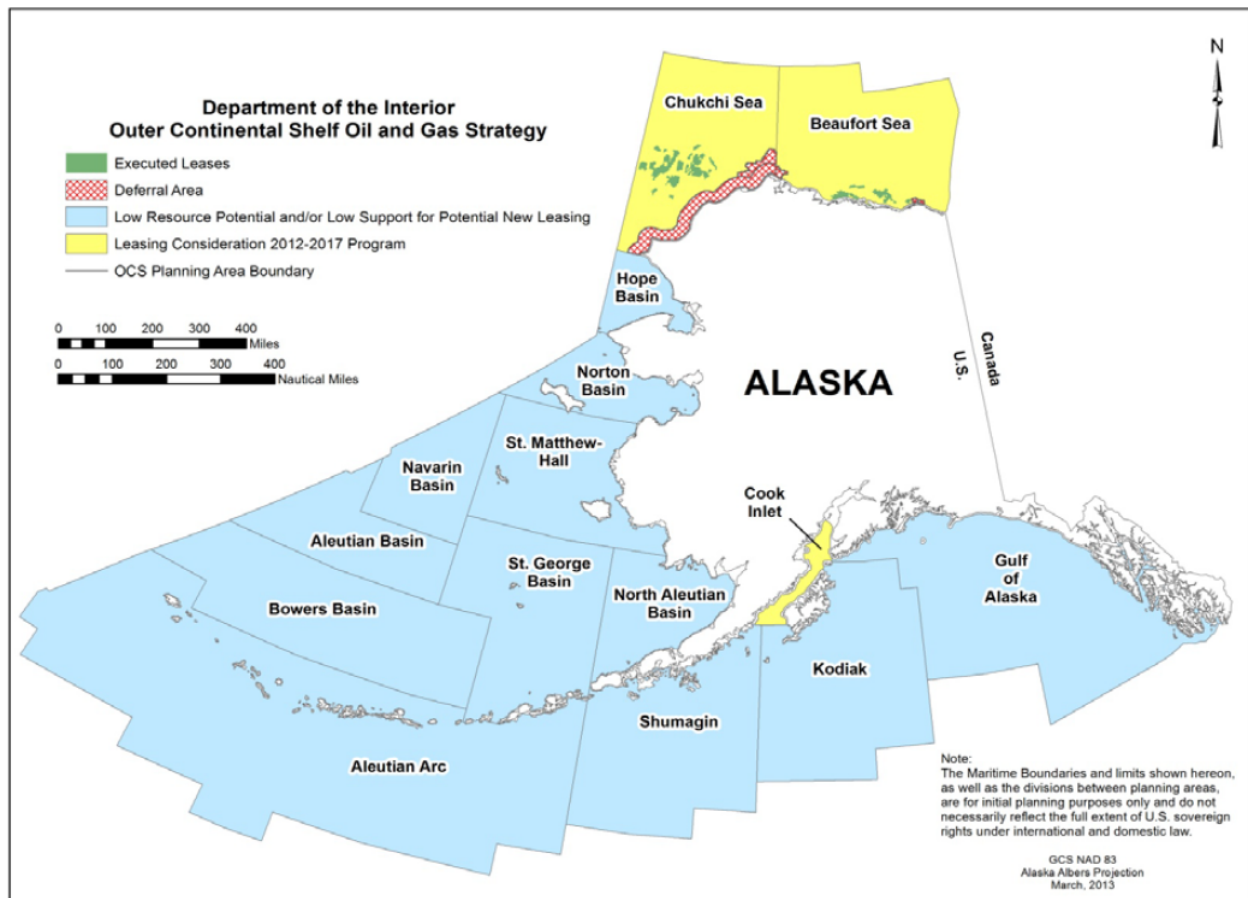 Department of the Interior
Outer Continental Shelf Oil and Gas Strategy
Executed Leases
Deferral Area
Low Resource Potential and/or Low Support for Potential New Leasing
Leasing Consideration 2012-2017 Program
OCS Planning Area Boundary
0 100 200 300 400
Miles
0 100 200 300 400
Nautical Miles
N
Chukchi Sea
Beaufort Sea
Hope
Basin
Norton
Basin
ALASKA
Canada
U.S.
St. Matthew-
Hall
Navarin
Basin
Cook
Inlet
Aleutian Basin
St. George
Basin
Gulf
of
Alaska
North Aleutian
Basin
Bowers Basin
Kodiak
Shumagin
Aleutian Arc
Note:
The Maritime Boundaries and limits shown hereon,
as well as the divisions between planning areas,
are for initial planning purposes only and do not
necessarily reflect the full extent of U.S. sovereign
rights under international and domestic law.
GCS NAD 83
Alaska Albers Projection
March, 2013